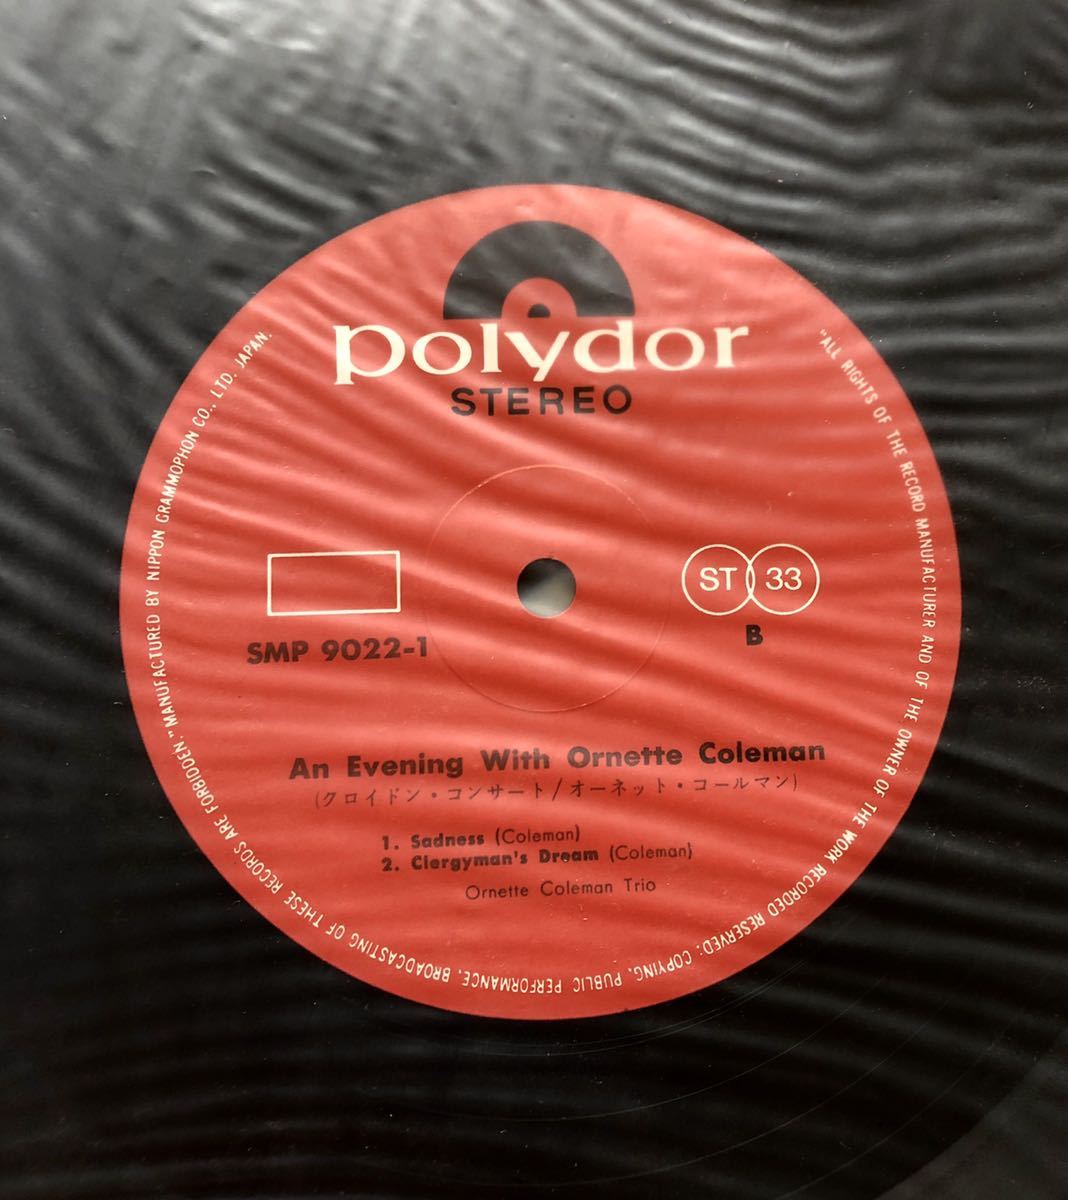 polydor
STEREO
ST 33
B
SMP 9022-1
An Evening With Ornette Coleman
(クロイドン・コンサート/オーネット・コールマン)
1. Sadness (Coleman)
2. Clergyman's Dream (Coleman)
Ornette Coleman Trio
"ALL RIGHTS OF THE RECORD MANUFACTURER AND OF THE OWNER OF THE WORK RECORDED RESERVED; COPYING, PUBLIC PERFORMANCE, BROADCASTING OF THESE RECORDS ARE FORBIDDEN." MANUFACTURED BY NIPPON GRAMMOPHON CO., LTD. JAPAN.